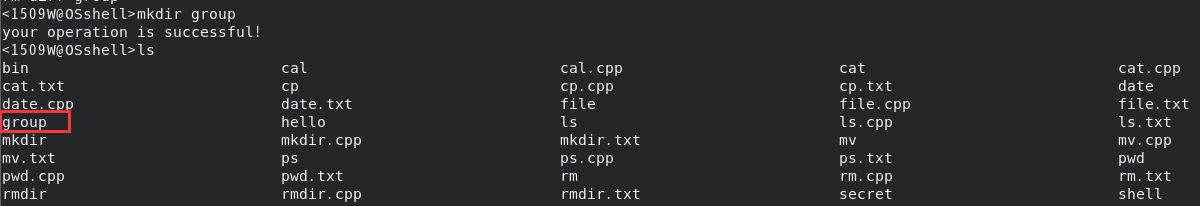 <1509W@OSshell>mkdir group
your operation is successful!
<1509W@OSshell>ls
bin cal cal.cpp cat cat.cpp
cat.txt cp cp.cpp cp.txt date
date.cpp date.txt file file.cpp file.txt
group hello ls ls.cpp ls.txt
mkdir mkdir.cpp mkdir.txt mv mv.cpp
mv.txt ps ps.cpp ps.txt pwd
pwd.cpp pwd.txt rm rm.cpp rm.txt
rmdir rmdir.cpp rmdir.txt secret shell